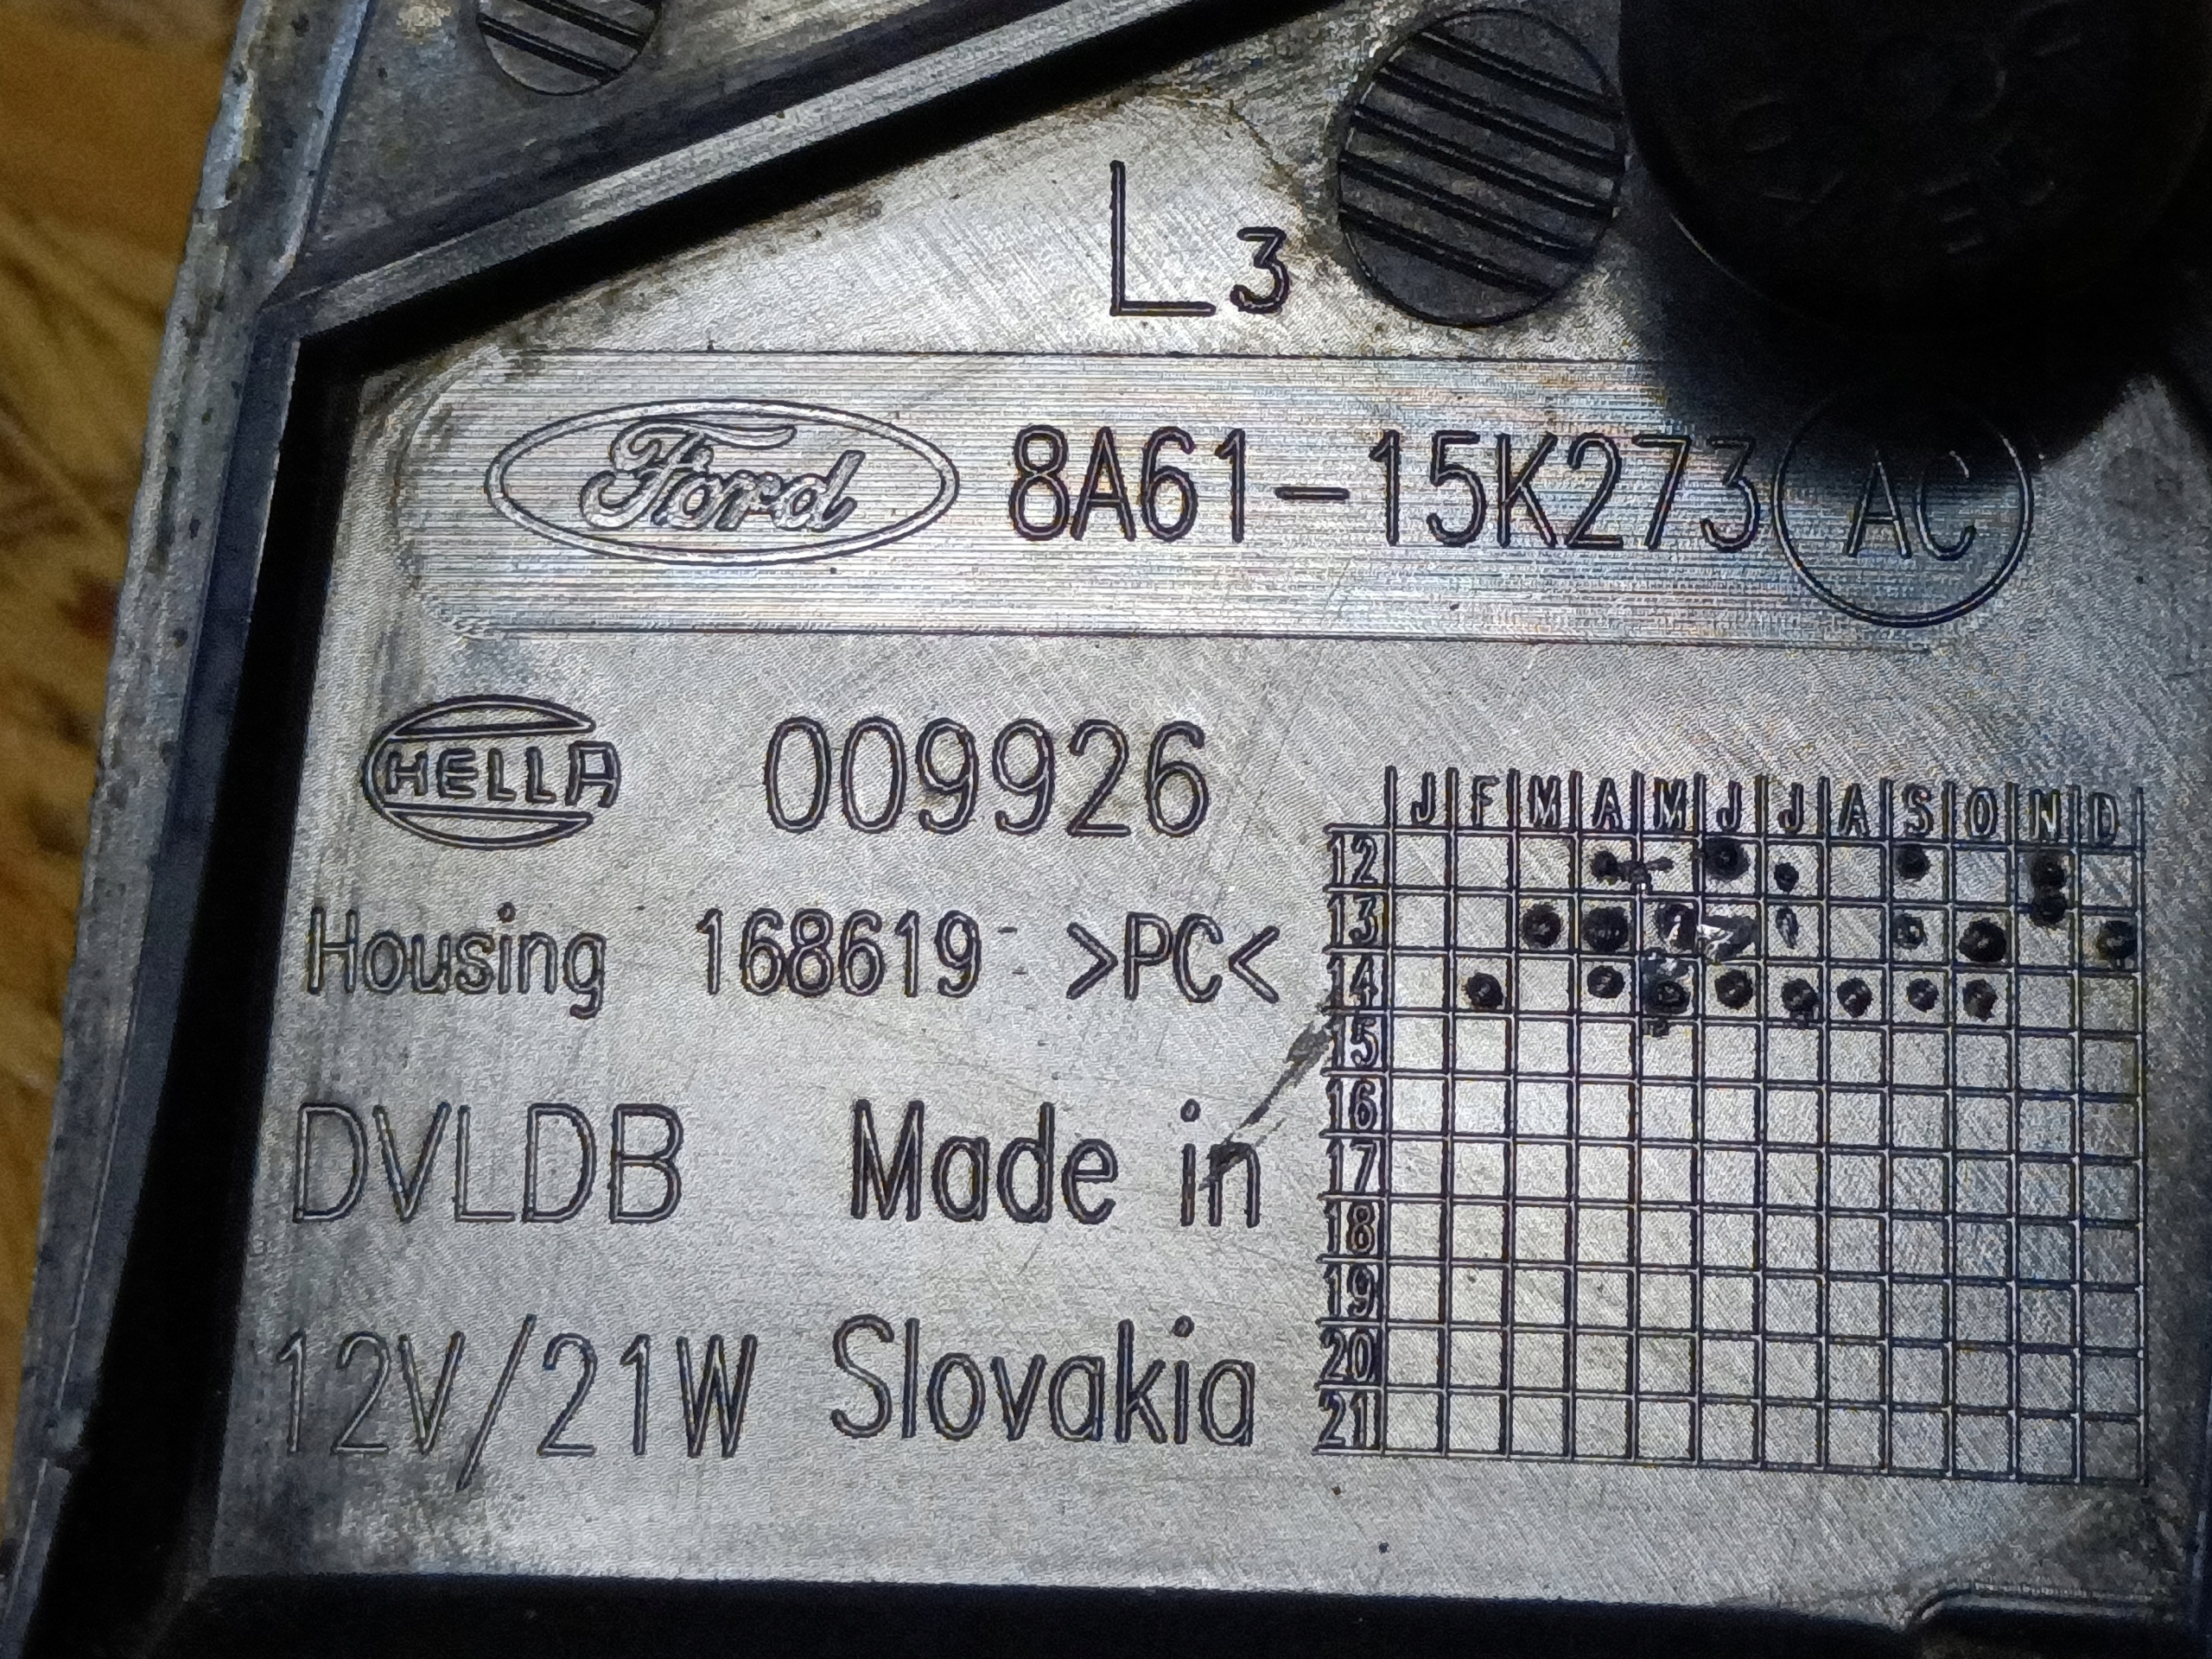 L3
Ford 8A61-15K273 AC
HELLA 009926
Housing 168619 >PC<
DVLDB Made in
12V/21W Slovakia
J F M A M J J A S O N D
12
13
14
15
16
17
18
19
20
21